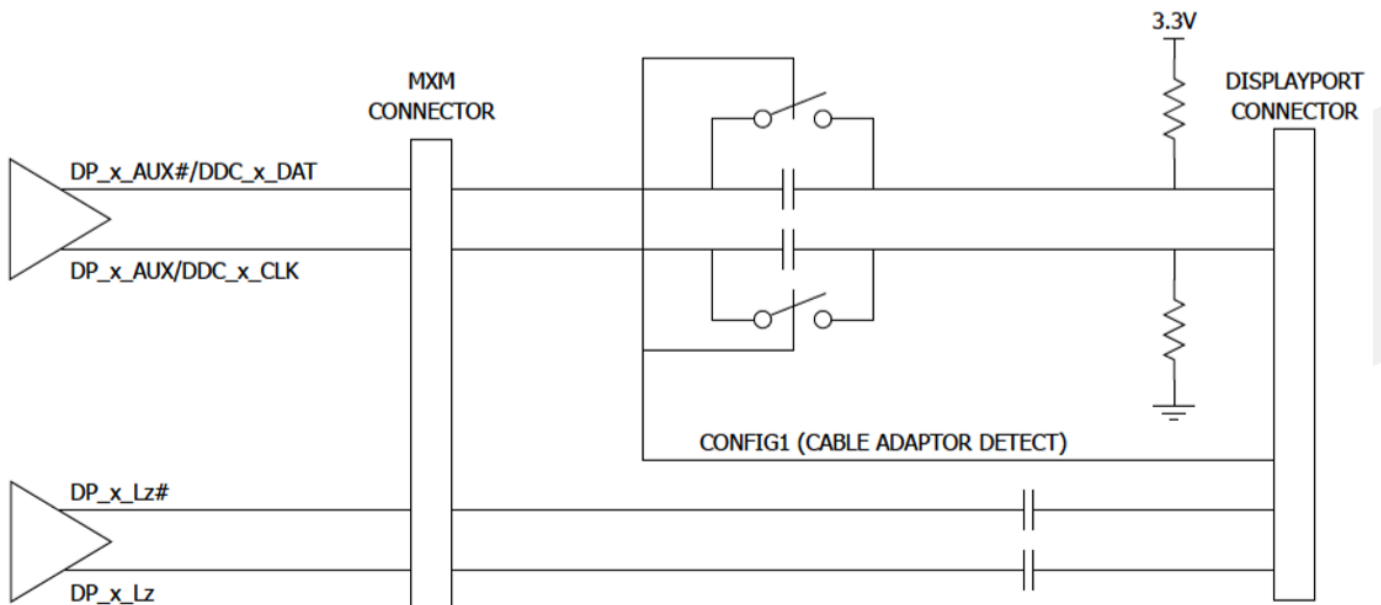 3.3V
MXM
CONNECTOR
DISPLAYPORT
CONNECTOR
DP_x_AUX#/DDC_x_DAT
DP_x_AUX/DDC_x_CLK
CONFIG1 (CABLE ADAPTOR DETECT)
DP_x_Lz#
DP_x_Lz